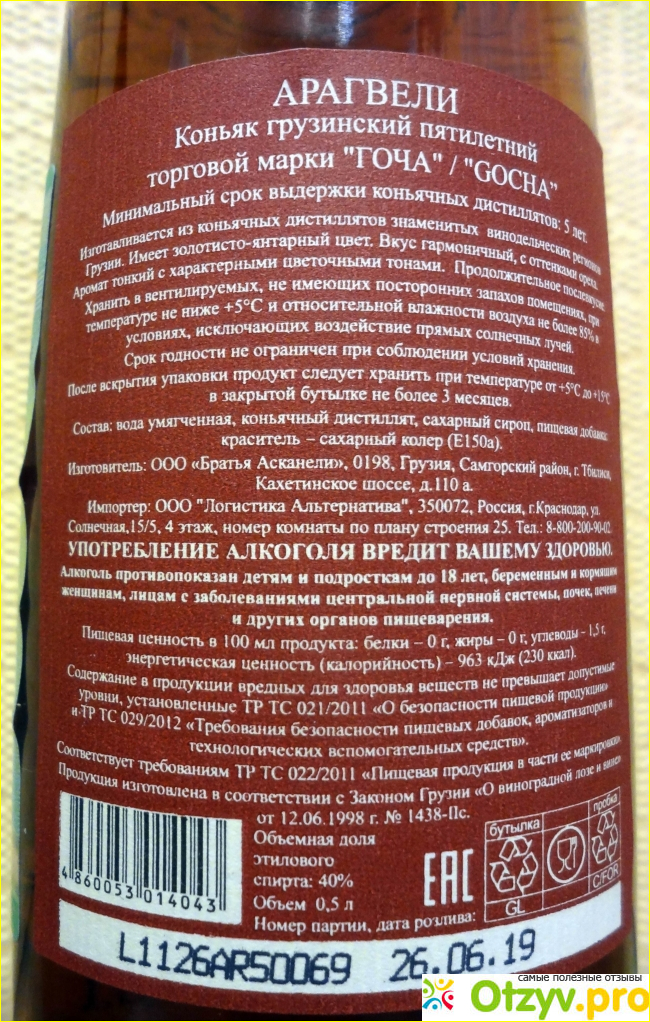 АРАГВЕЛИ
Коньяк грузинский пятилетний
торговой марки "ГОЧА" / "GOCHA"
Минимальный срок выдержки коньячных дистиллятов: 5 лет.
Изготавливается из коньячных дистиллятов знаменитых винодельческих регионов
Грузии. Имеет золотисто-янтарный цвет. Вкус гармоничный, с оттенками ореха.
Аромат тонкий с характерными цветочными тонами. Продолжительное послевкусие.
Хранить в вентилируемых, не имеющих посторонних запахов помещениях, при
температуре не ниже +5°С и относительной влажности воздуха не более 85% в
условиях, исключающих воздействие прямых солнечных лучей.
Срок годности не ограничен при соблюдении условий хранения.
После вскрытия упаковки продукт следует хранить при температуре от +5°С до +15°С
в закрытой бутылке не более 3 месяцев.
Состав: вода умягченная, коньячный дистиллят, сахарный сироп, пищевая добавка:
краситель – сахарный колер (Е150а).
Изготовитель: ООО «Братья Асканели», 0198, Грузия, Самгорский район, г. Тбилиси,
Кахетинское шоссе, д.110 а.
Импортер: ООО "Логистика Альтернатива", 350072, Россия, г.Краснодар, ул.
Солнечная,15/5, 4 этаж, номер комнаты по плану строения 25. Тел.: 8-800-200-90-02
УПОТРЕБЛЕНИЕ АЛКОГОЛЯ ВРЕДИТ ВАШЕМУ ЗДОРОВЬЮ.
Алкоголь противопоказан детям и подросткам до 18 лет, беременным и кормящим
женщинам, лицам с заболеваниями центральной нервной системы, почек, печени
и других органов пищеварения.
Пищевая ценность в 100 мл продукта: белки – 0 г, жиры – 0 г, углеводы – 1,5 г,
энергетическая ценность (калорийность) – 963 кДж (230 ккал).
Содержание в продукции вредных для здоровья веществ не превышает допустимые
уровни, установленные ТР ТС 021/2011 «О безопасности пищевой продукции»
и ТР ТС 029/2012 «Требования безопасности пищевых добавок, ароматизаторов и
технологических вспомогательных средств».
Соответствует требованиям ТР ТС 022/2011 «Пищевая продукция в части ее маркировки».
Продукция изготовлена в соответствии с Законом Грузии «О виноградной лозе и вине»
от 12.06.1998 г. № 1438-IIс.
Объемная доля
этилового
спирта: 40%
Объем 0,5 л
Номер партии, дата розлива:
4 860053 014043
EAC
бутылка
GL
пробка
C/FOR
L1126AR50069 26.06.19
самые полезные отзывы
Otzyv.pro